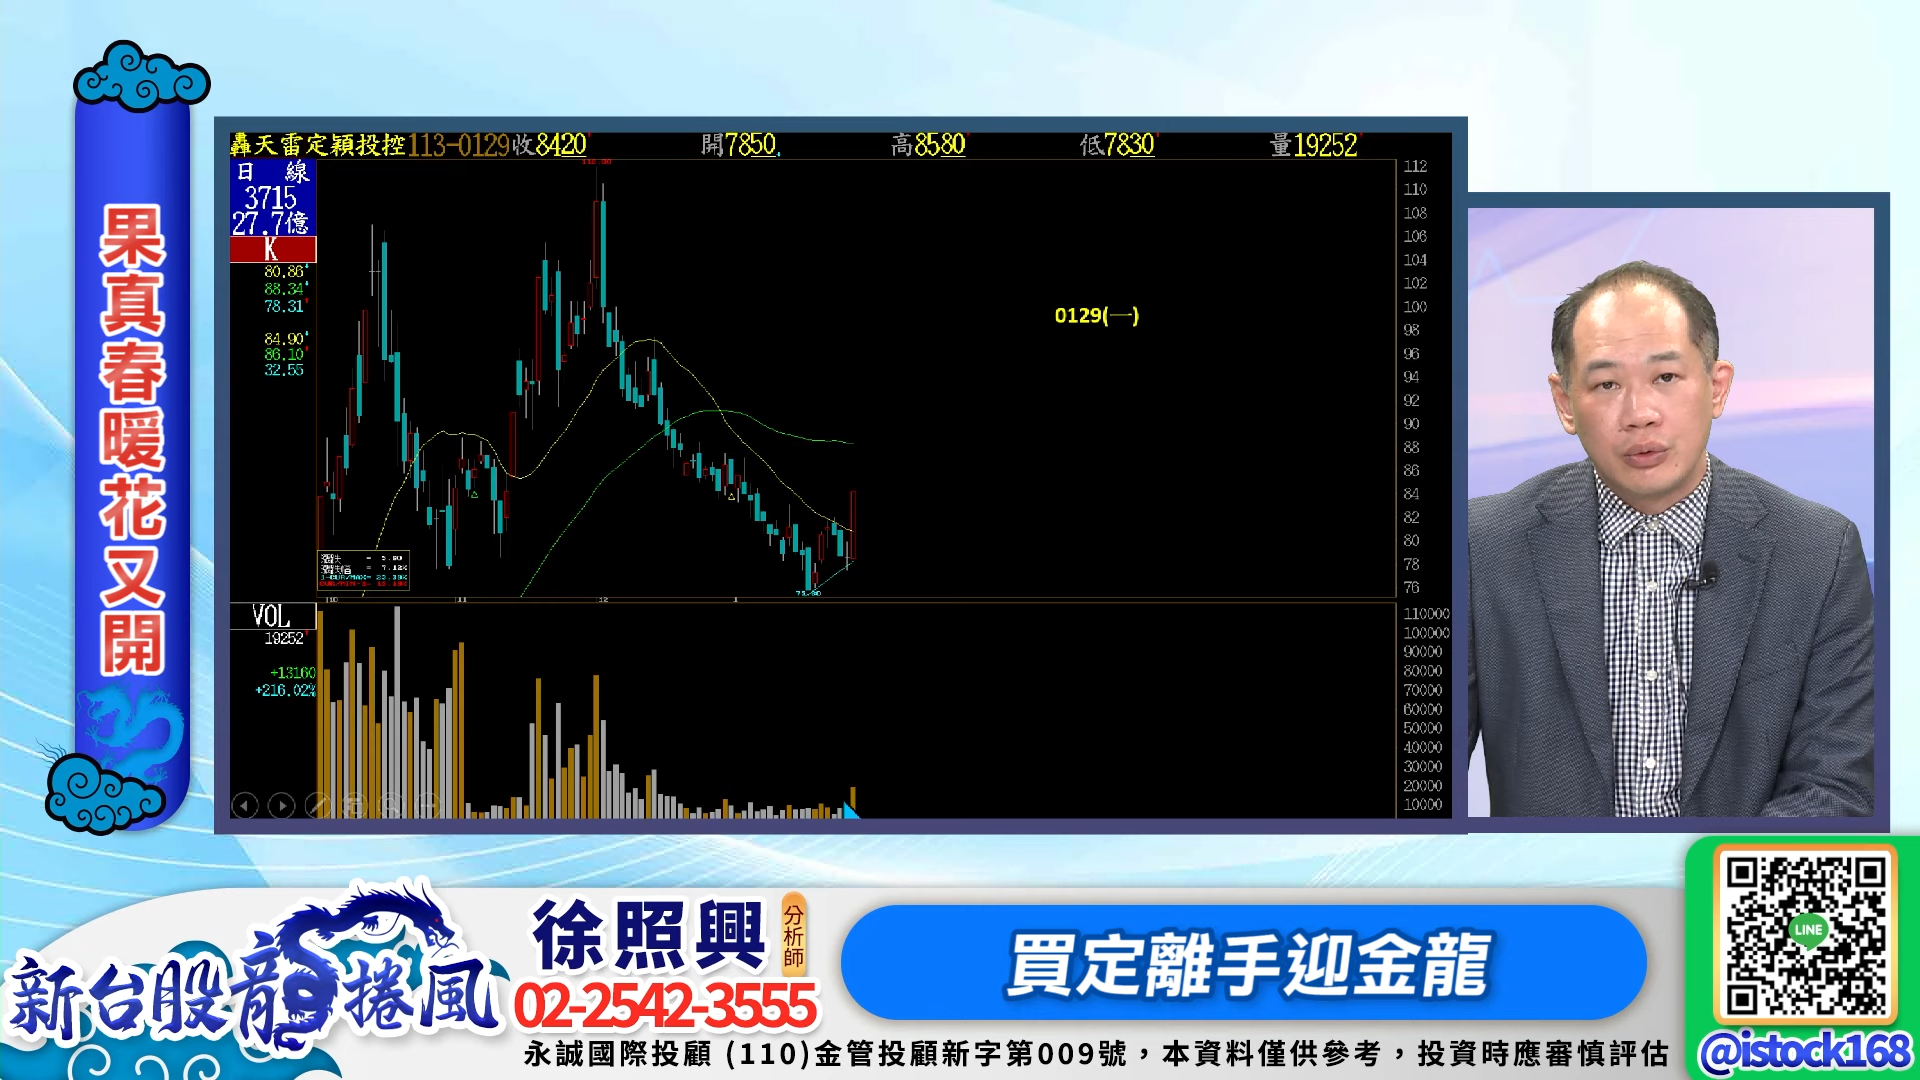 果真春暖花又開
轟天雷定穎投控113-0129收8420 開7850 高8580 低7830 量19252
日 線
3715
27.7億
K
80.86
88.34
78.31
84.90
86.10
32.55
0129(一)
112
110
108
106
104
102
100
98
96
94
92
90
88
86
84
82
80
78
76
10 11 12 1
VOL
19252
+13160
+216.02%
110000
100000
90000
80000
70000
60000
50000
40000
30000
20000
10000
新台股龍捲風
徐照興
分析師
02-2542-3555
買定離手迎金龍
永誠國際投顧 (110)金管投顧新字第009號，本資料僅供參考，投資時應審慎評估
LINE
@istock168